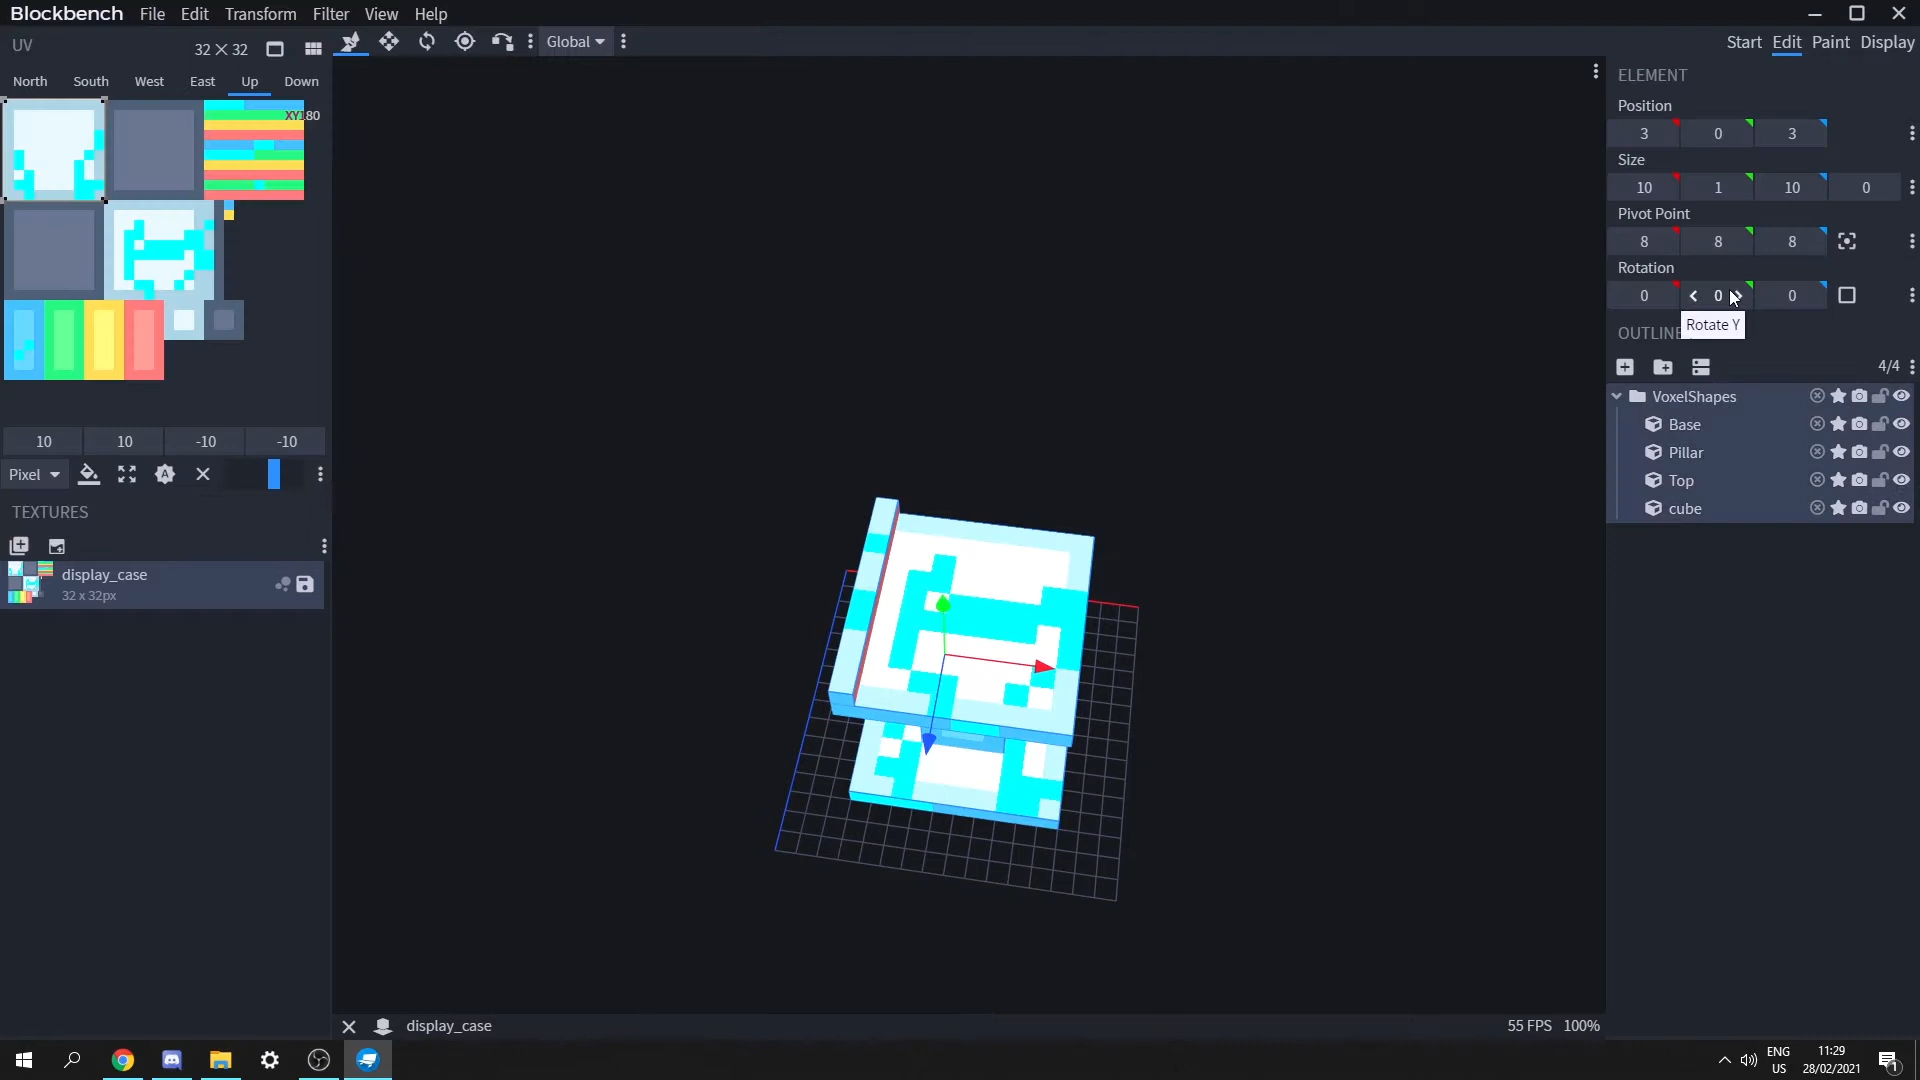 Blockbench File Edit Transform Filter View Help
UV 32 × 32 Global Start Edit Paint Display
North South West East Up Down
XY180
ELEMENT
Position
3 0 3
Size
10 1 10 0
Pivot Point
8 8 8
Rotation
0 0 0
Rotate Y
OUTLINE
4/4
VoxelShapes
Base
Pillar
Top
cube
10 10 -10 -10
Pixel
TEXTURES
display_case
32 x 32px
display_case 55 FPS 100%
ENG
US
11:29
28/02/2021
1